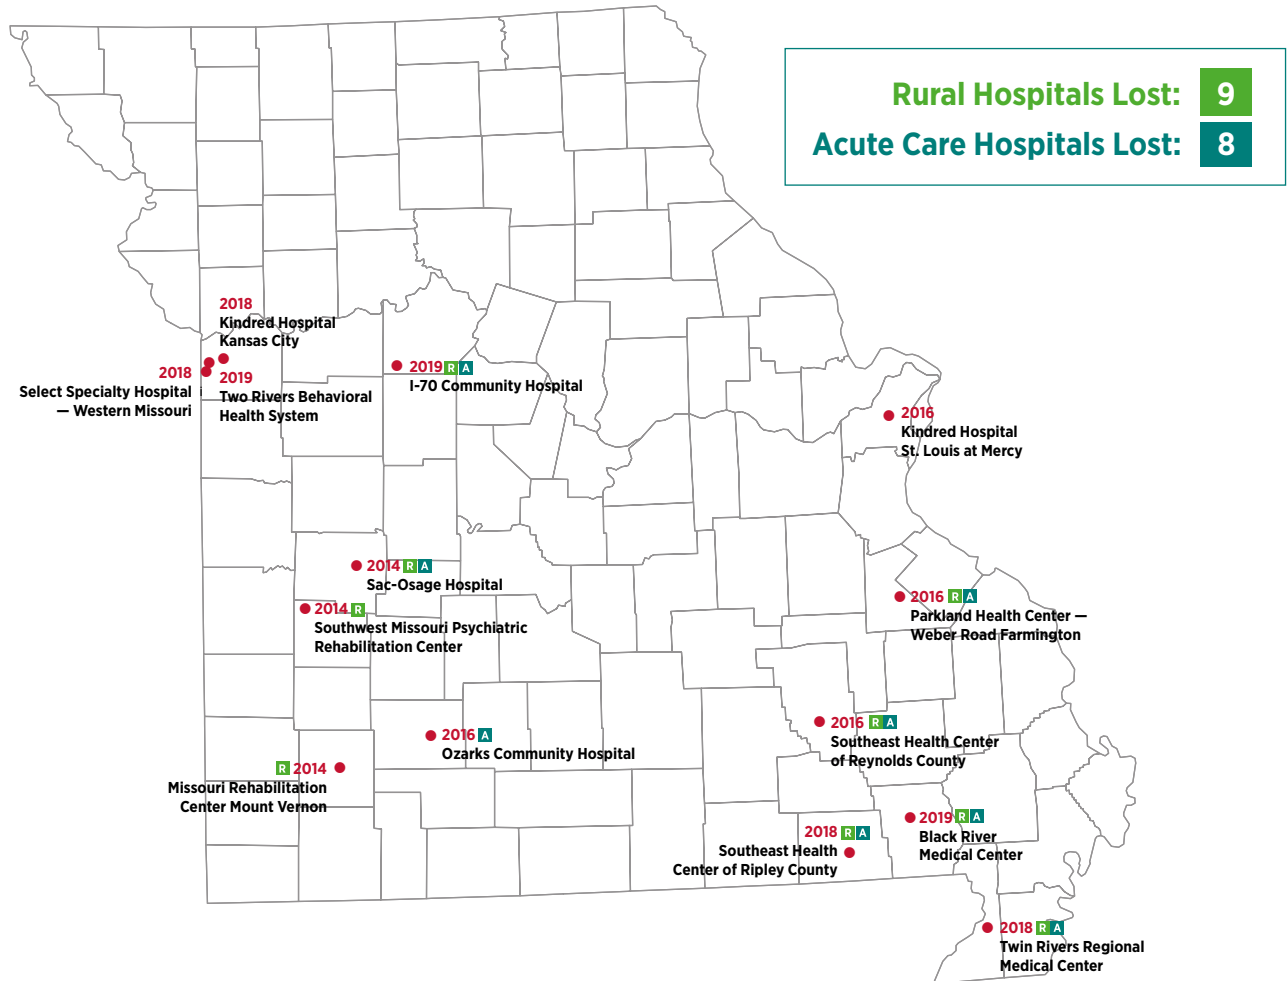 Rural Hospitals Lost: 9
Acute Care Hospitals Lost: 8
2018
Kindred Hospital
Kansas City
2018
Select Specialty Hospital
— Western Missouri
2019
Two Rivers Behavioral
Health System
2019 R A
I-70 Community Hospital
2016
Kindred Hospital
St. Louis at Mercy
2014 R A
Sac-Osage Hospital
2014 R
Southwest Missouri Psychiatric
Rehabilitation Center
2016 R A
Parkland Health Center —
Weber Road Farmington
2016 A
Ozarks Community Hospital
2016 R A
Southeast Health Center
of Reynolds County
R 2014
Missouri Rehabilitation
Center Mount Vernon
2018 R A
Southeast Health
Center of Ripley County
2019 R A
Black River
Medical Center
2018 R A
Twin Rivers Regional
Medical Center